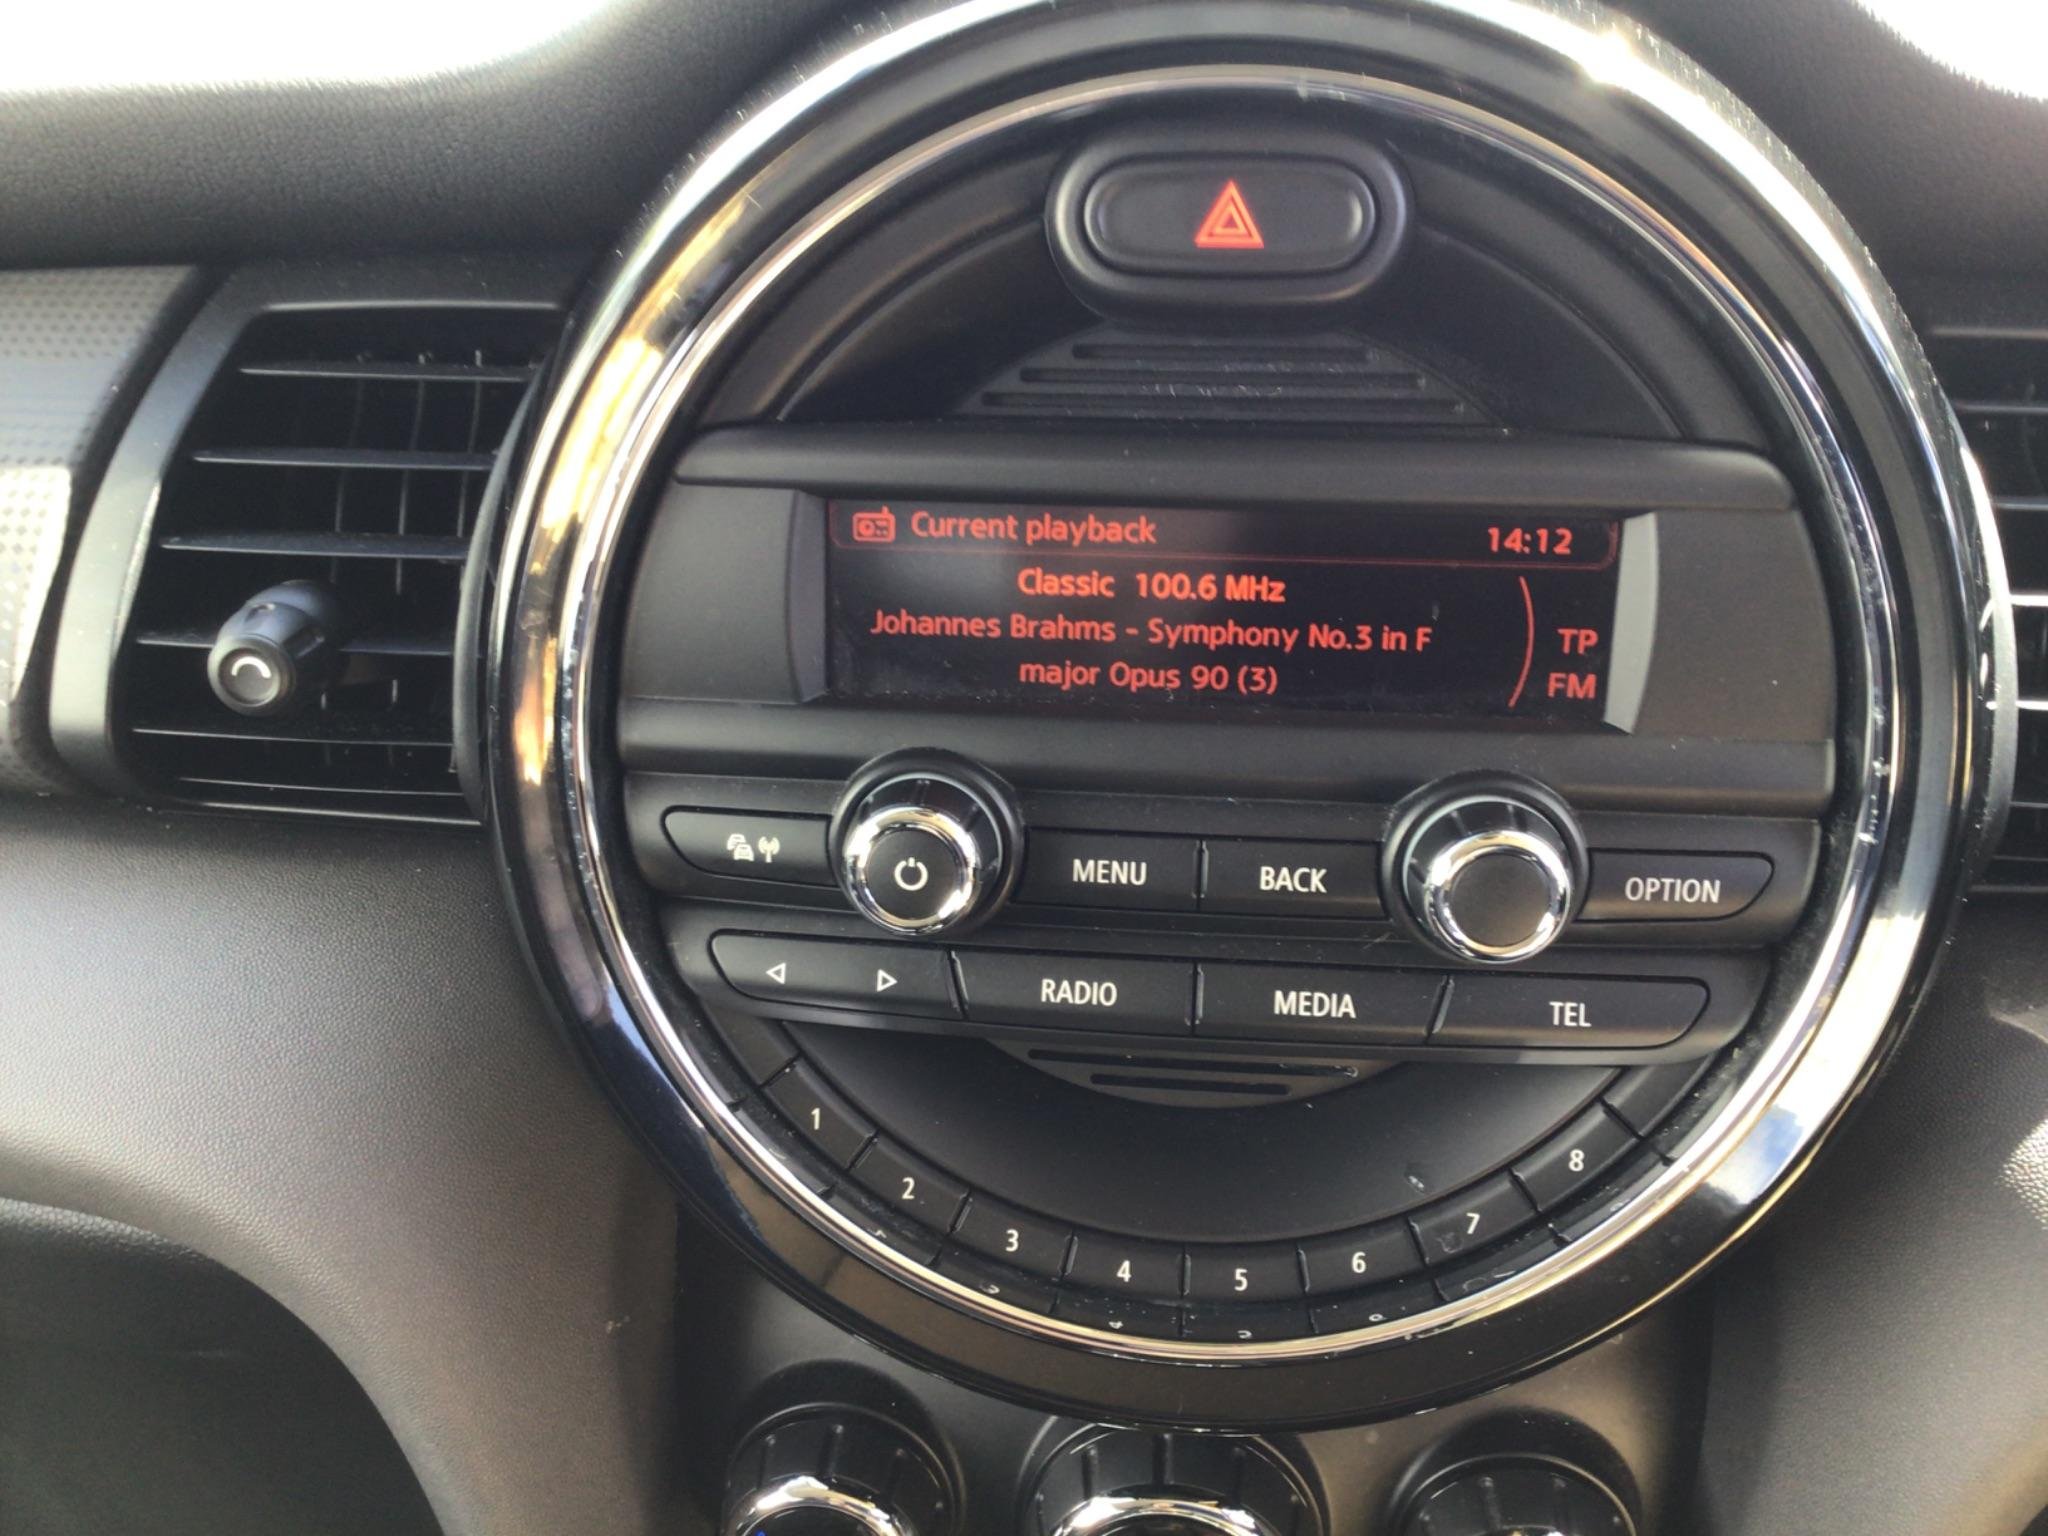 Current playback 14:12
Classic 100.6 MHz
Johannes Brahms - Symphony No.3 in F
major Opus 90 (3)
TP
FM
MENU BACK OPTION
RADIO MEDIA TEL
1 2 3 4 5 6 7 8